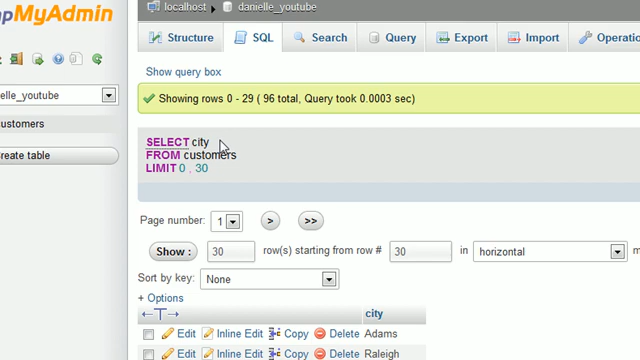 localhost danielle_youtube
MyAdmin
Structure SQL Search Query Export Import
Show query box
elle_youtube
Showing rows 0 - 29 ( 96 total, Query took 0.0003 sec)
customers
SELECT city
reate table
FROM customers
LIMIT 0 , 30
Page number: 1 > >>
Show : 30 row(s) starting from row # 30 in horizontal
Sort by key: None
+ Options
←T→ city
Edit Inline Edit Copy Delete Adams
Edit Inline Edit Copy Delete Raleigh